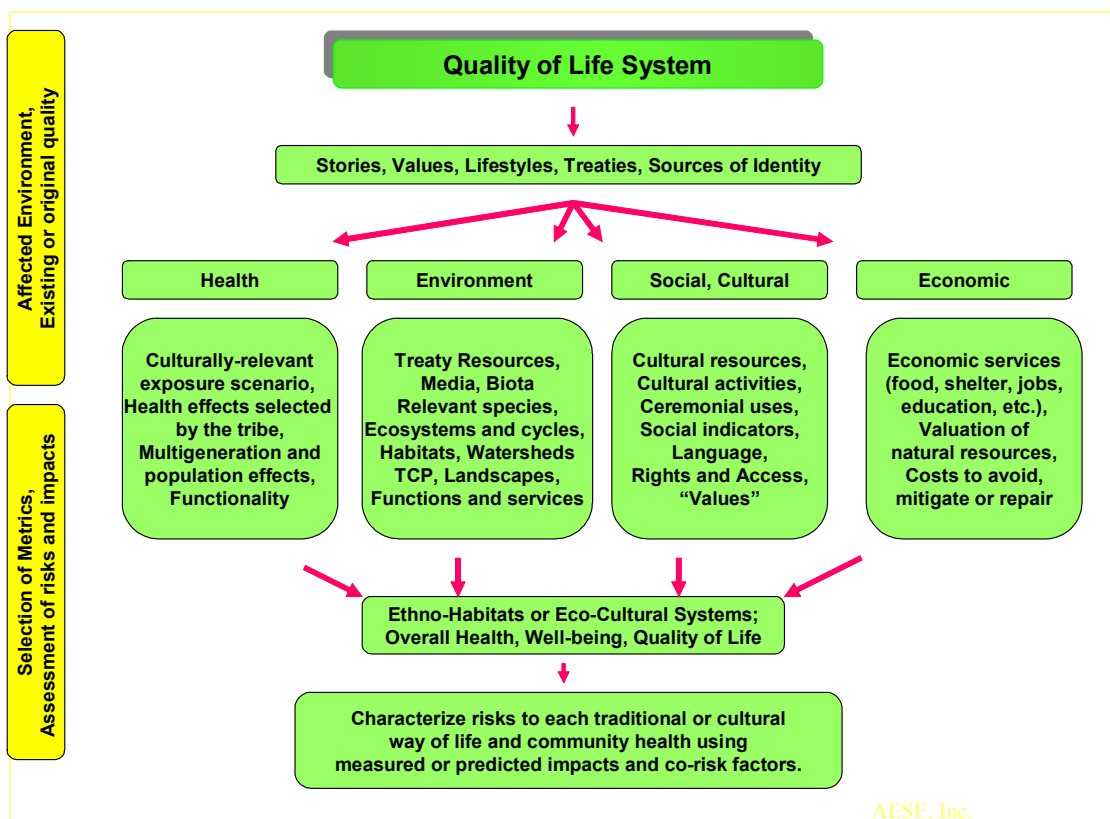 Affected Environment,
Existing or original quality
Selection of Metrics,
Assessment of risks and impacts
Quality of Life System
Stories, Values, Lifestyles, Treaties, Sources of Identity
Health
Environment
Social, Cultural
Economic
Culturally-relevant
exposure scenario,
Health effects selected
by the tribe,
Multigeneration and
population effects,
Functionality
Treaty Resources,
Media, Biota
Relevant species,
Ecosystems and cycles,
Habitats, Watersheds
TCP, Landscapes,
Functions and services
Cultural resources,
Cultural activities,
Ceremonial uses,
Social indicators,
Language,
Rights and Access,
“Values”
Economic services
(food, shelter, jobs,
education, etc.),
Valuation of
natural resources,
Costs to avoid,
mitigate or repair
Ethno-Habitats or Eco-Cultural Systems;
Overall Health, Well-being, Quality of Life
Characterize risks to each traditional or cultural
way of life and community health using
measured or predicted impacts and co-risk factors.
AESE, Inc.